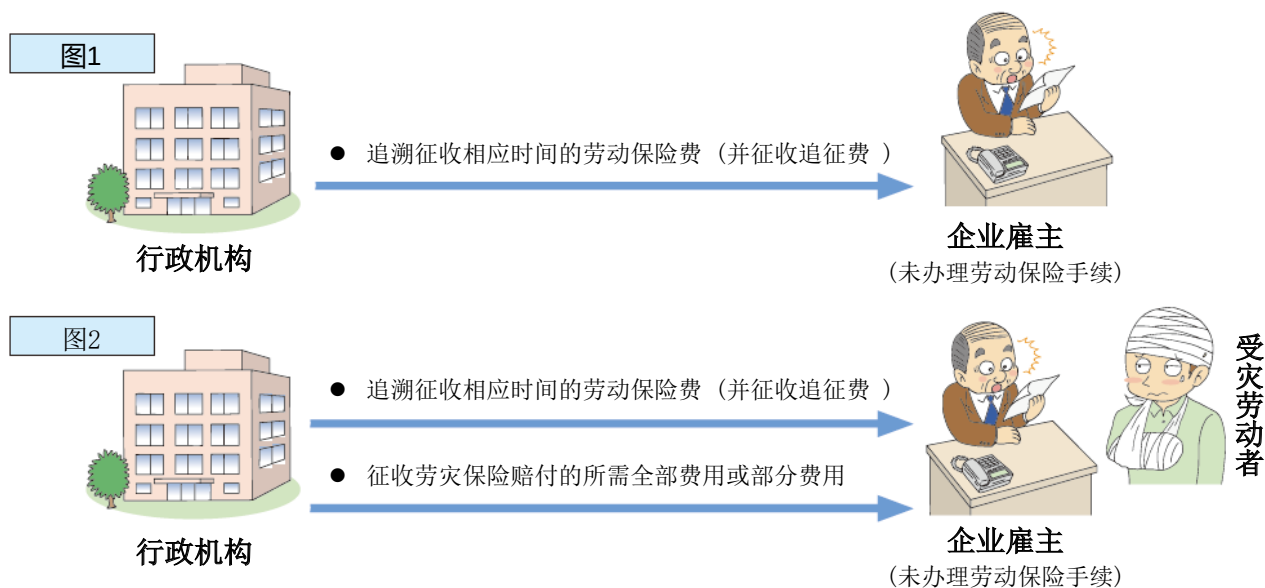 图1
● 追溯征收相应时间的劳动保险费 (并征收追征费 )
行政机构
企业雇主
(未办理劳动保险手续)
图2
● 追溯征收相应时间的劳动保险费 (并征收追征费 )
● 征收劳灾保险赔付的所需全部费用或部分费用
受灾劳动者
行政机构
企业雇主
(未办理劳动保险手续)